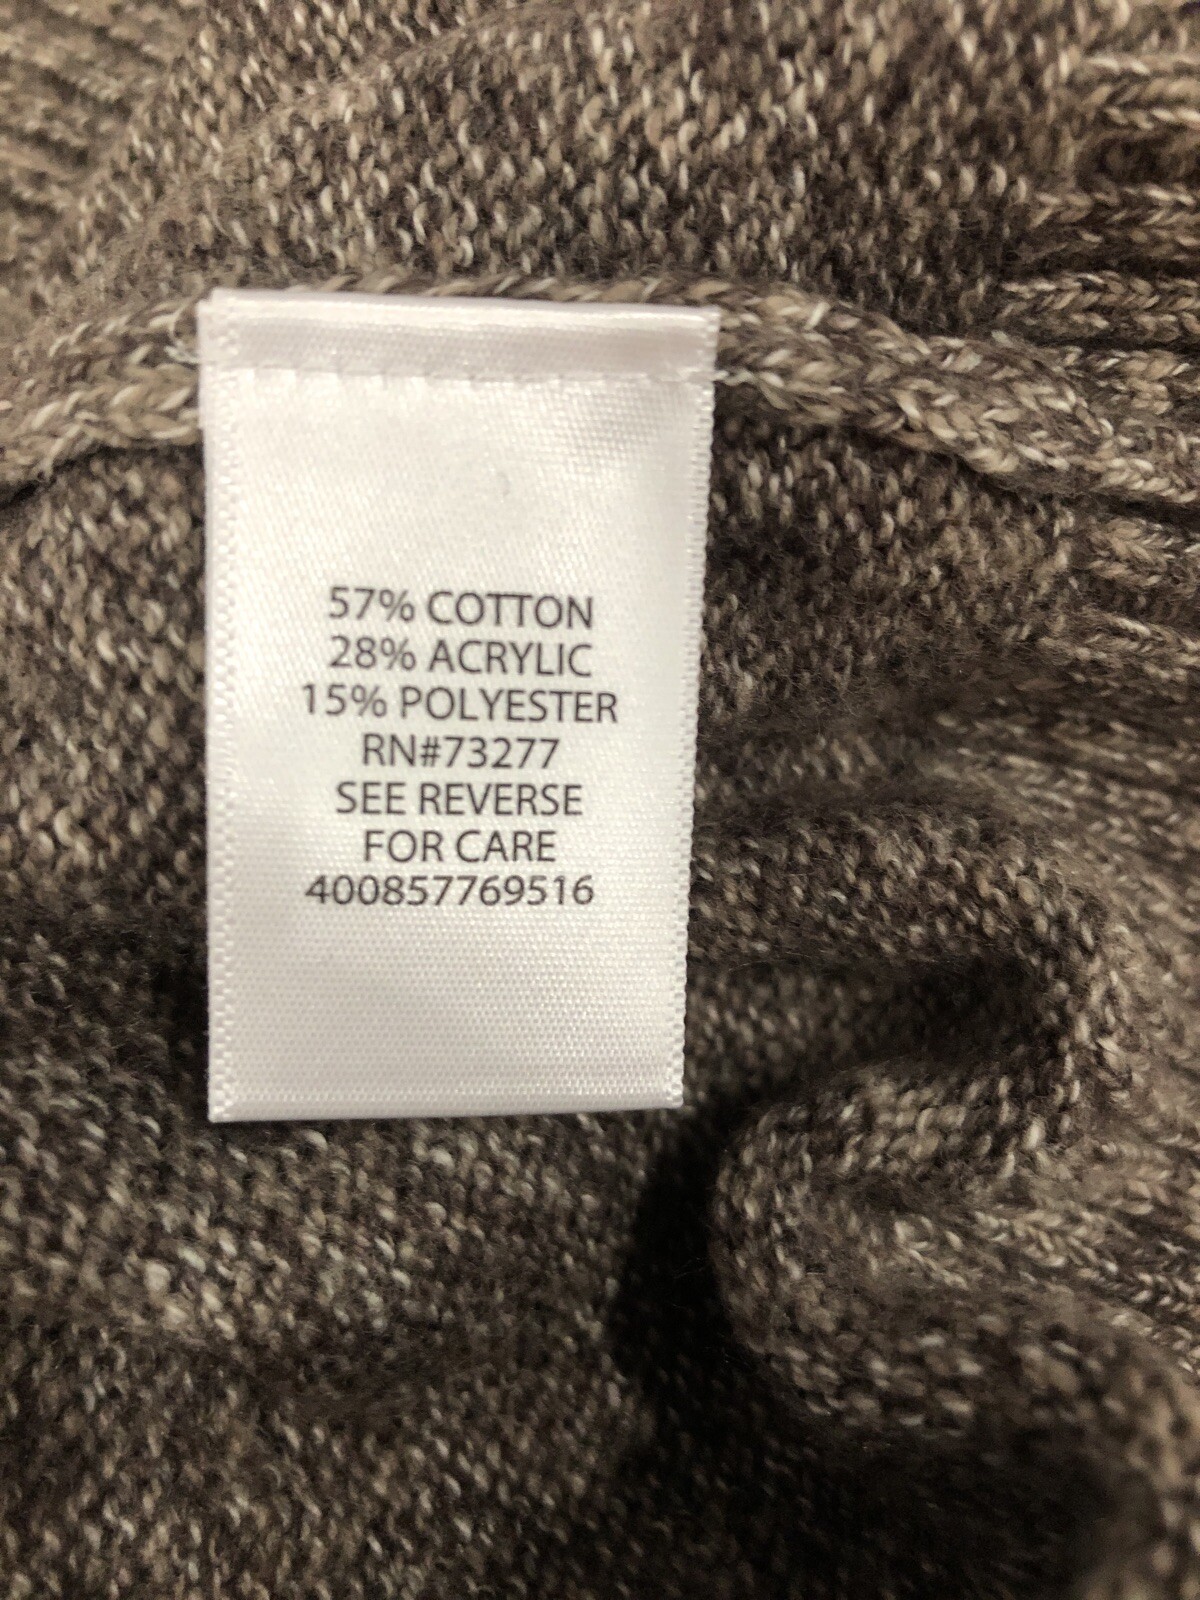 57% COTTON
28% ACRYLIC
15% POLYESTER
RN#73277
SEE REVERSE
FOR CARE
400857769516